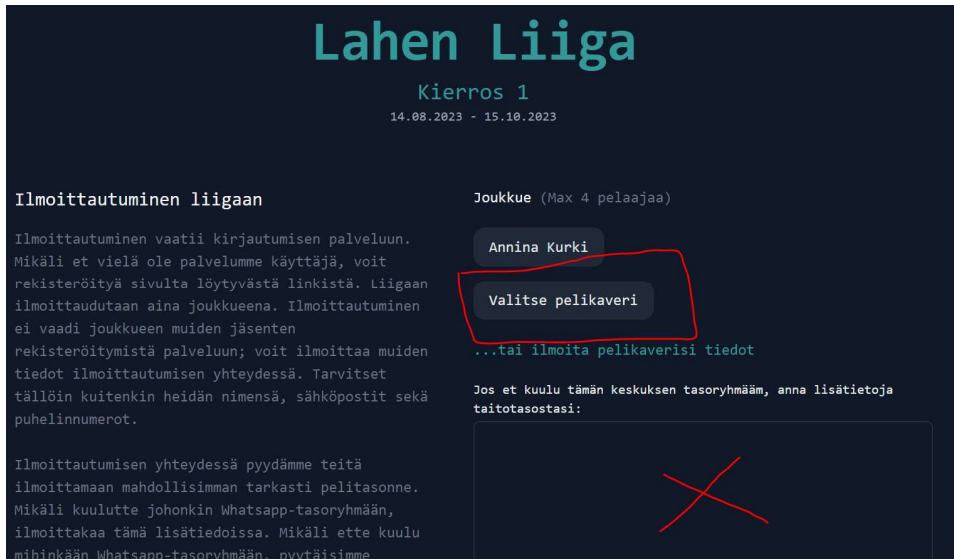 Lahen Liiga
Kierros 1
14.08.2023 - 15.10.2023
Ilmoittautuminen liigaan
Ilmoittautuminen vaatii kirjautumisen palveluun.
Mikäli et vielä ole palvelumme käyttäjä, voit
rekisteröityä sivulta löytyvästä linkistä. Liigaan
ilmoittaudutaan aina joukkueena. Ilmoittautuminen
ei vaadi joukkueen muiden jäsenten
rekisteröitymistä palveluun; voit ilmoittaa muiden
tiedot ilmoittautumisen yhteydessä. Tarvitset
tällöin kuitenkin heidän nimensä, sähköpostit sekä
puhelinnumerot.
Ilmoittautumisen yhteydessä pyydämme teitä
ilmoittamaan mahdollisimman tarkasti pelitasonne.
Mikäli kuulutte johonkin Whatsapp-tasoryhmään,
ilmoittakaa tämä lisätiedoissa. Mikäli ette kuulu
mihinkään Whatsapp-tasoryhmään, pyytäisimme
Joukkue (Max 4 pelaajaa)
Annina Kurki
Valitse pelikaveri
...tai ilmoita pelikaverisi tiedot
Jos et kuulu tämän keskuksen tasoryhmääm, anna lisätietoja
taitotasostasi: